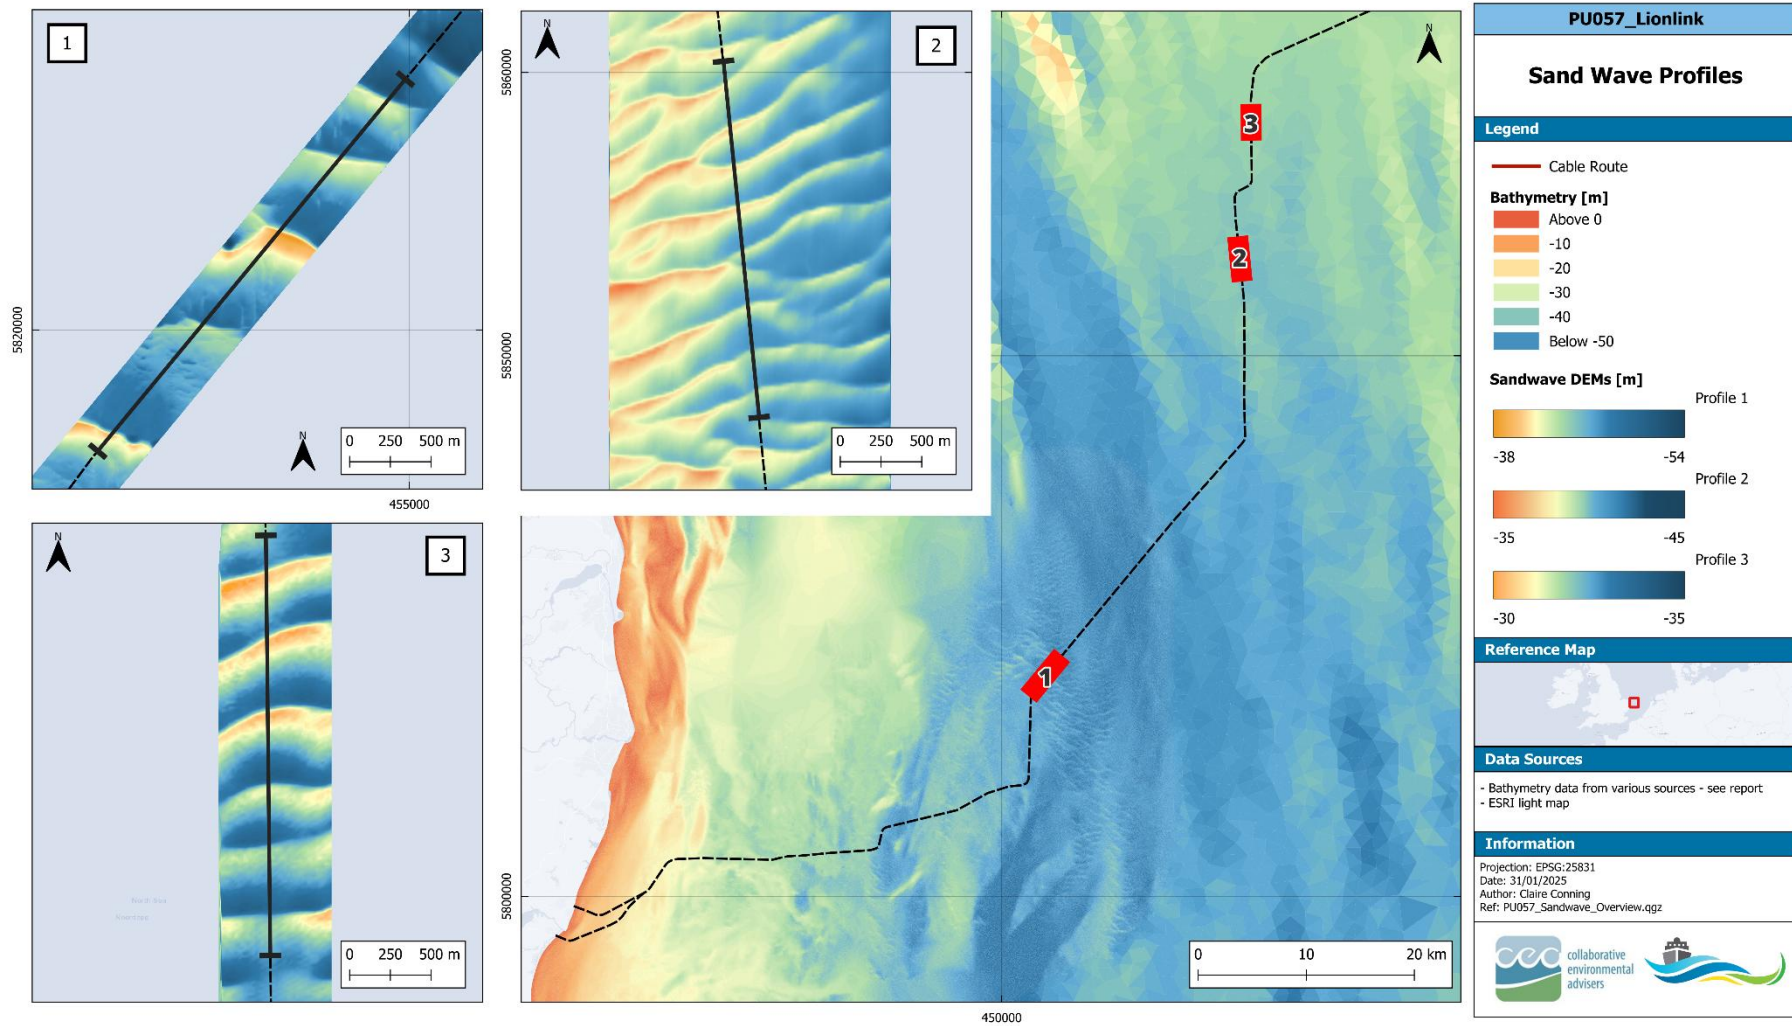 1
N
5820000
455000
0 250 500 m
N
2
5860000
5850000
0 250 500 m
N
3
North Sea
0 250 500 m
N
3
2
1
5800000
450000
0 10 20 km
PU057_Lionlink
Sand Wave Profiles
Legend
Cable Route
Bathymetry [m]
Above 0
-10
-20
-30
-40
Below -50
Sandwave DEMs [m]
Profile 1
-38 -54
Profile 2
-35 -45
Profile 3
-30 -35
Reference Map
Data Sources
- Bathymetry data from various sources - see report
- ESRI light map
Information
Projection: EPSG:25831
Date: 31/01/2025
Author: Claire Conning
Ref: PU057_Sandwave_Overview.qgz
cea
collaborative
environmental
advisers